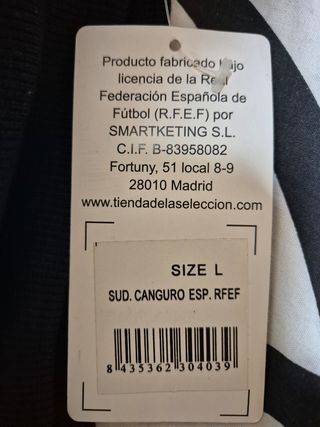 Producto fabricado bajo
licencia de la Real
Federación Española de
Fútbol (R.F.E.F) por
SMARTKETING S.L.
C.I.F. B-83958082
Fortuny, 51 local 8-9
28010 Madrid
www.tiendadelaseleccion.com
SIZE L
SUD. CANGURO ESP. RFEF
8 435362 304039